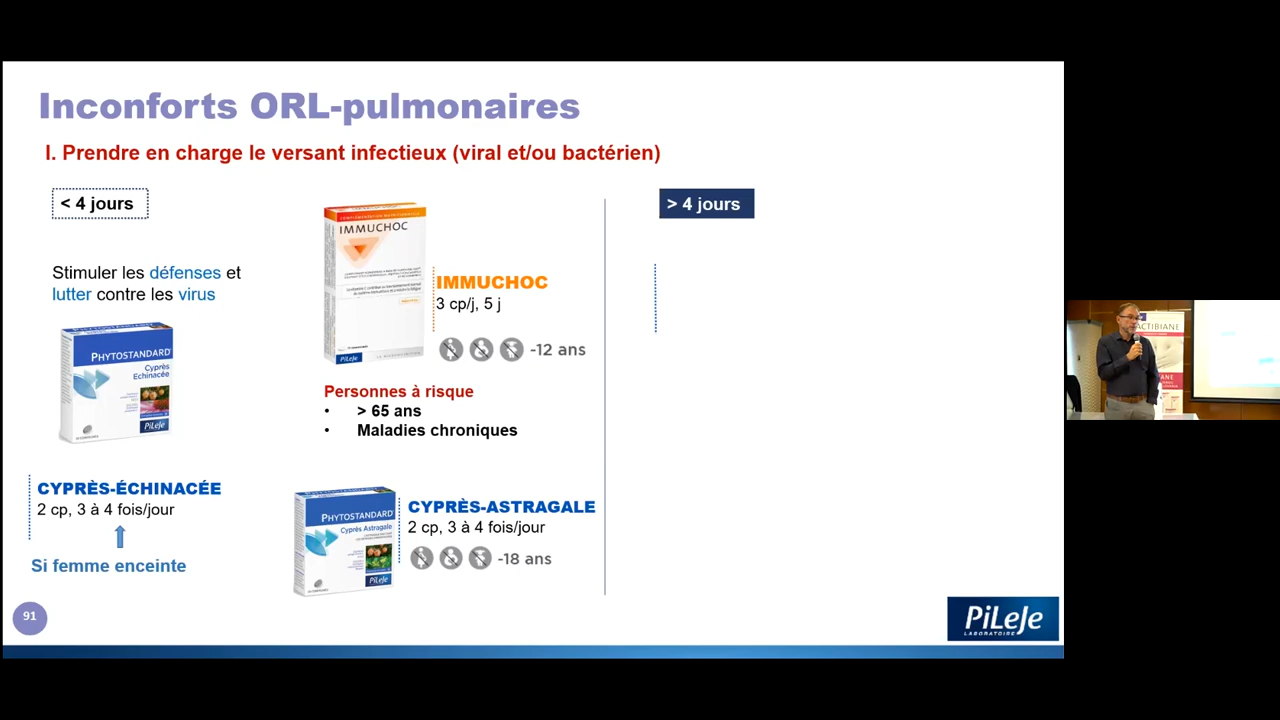 Inconforts ORL-pulmonaires
I. Prendre en charge le versant infectieux (viral et/ou bactérien)
< 4 jours
Stimuler les défenses et
lutter contre les virus
PHYTOSTANDARD
Cyprès
Echinacée
PiLeJe
CYPRÈS-ÉCHINACÉE
2 cp, 3 à 4 fois/jour
Si femme enceinte
IMMUCHOC
PiLeJe
IMMUCHOC
3 cp/j, 5 j
-12 ans
Personnes à risque
• > 65 ans
• Maladies chroniques
PHYTOSTANDARD
Cyprès Astragale
PiLeJe
CYPRÈS-ASTRAGALE
2 cp, 3 à 4 fois/jour
-18 ans
> 4 jours
91
PiLeJe
LABORATOIRE